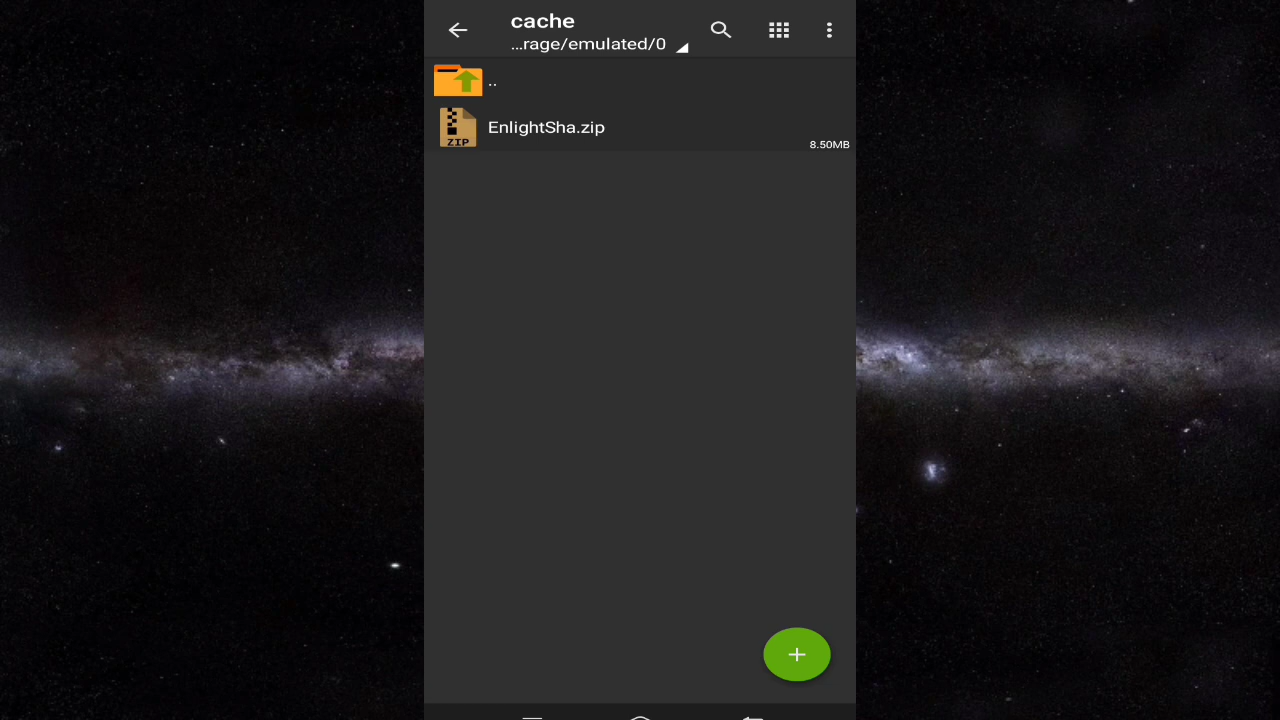 cache
...rage/emulated/0
..
EnlightSha.zip
ZIP
8.50MB